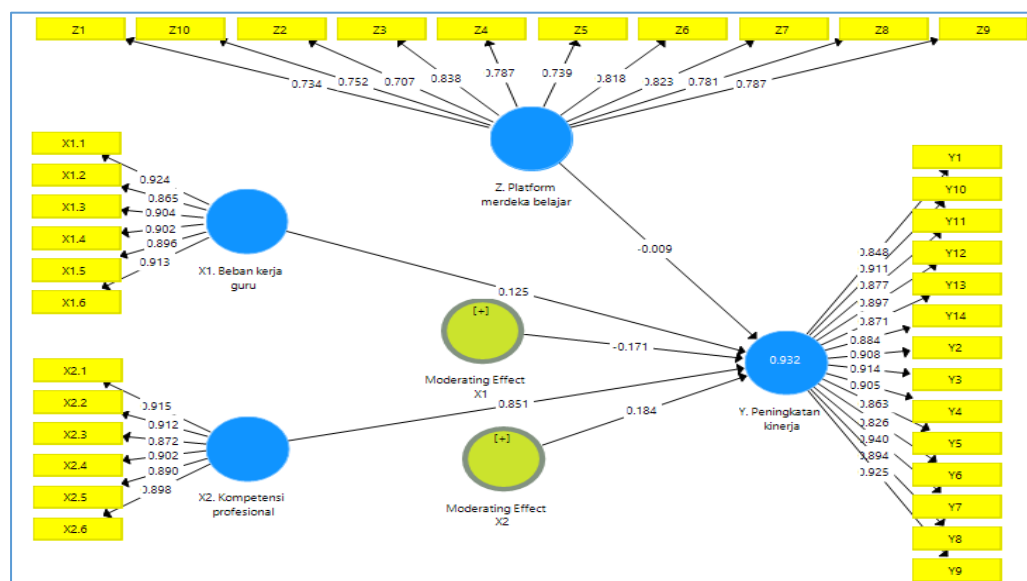 Z1 Z10 Z2 Z3 Z4 Z5 Z6 Z7 Z8 Z9
0.734 0.752 0.707 0.838 0.787 0.739 0.818 0.823 0.781 0.787
Z. Platform
merdeka belajar
X1.1
X1.2
X1.3
X1.4
X1.5
X1.6
0.924
0.865
0.904
0.902
0.896
0.913
X1. Beban kerja
guru
-0.009
0.125
[+]
Moderating Effect
X1
-0.171
X2.1
X2.2
X2.3
X2.4
X2.5
X2.6
0.915
0.912
0.872
0.902
0.890
0.898
X2. Kompetensi
profesional
0.851
[+]
Moderating Effect
X2
0.184
0.932
Y. Peningkatan
kinerja
0.848
0.911
0.877
0.897
0.871
0.884
0.908
0.914
0.905
0.863
0.826
0.940
0.894
0.925
Y1
Y10
Y11
Y12
Y13
Y14
Y2
Y3
Y4
Y5
Y6
Y7
Y8
Y9